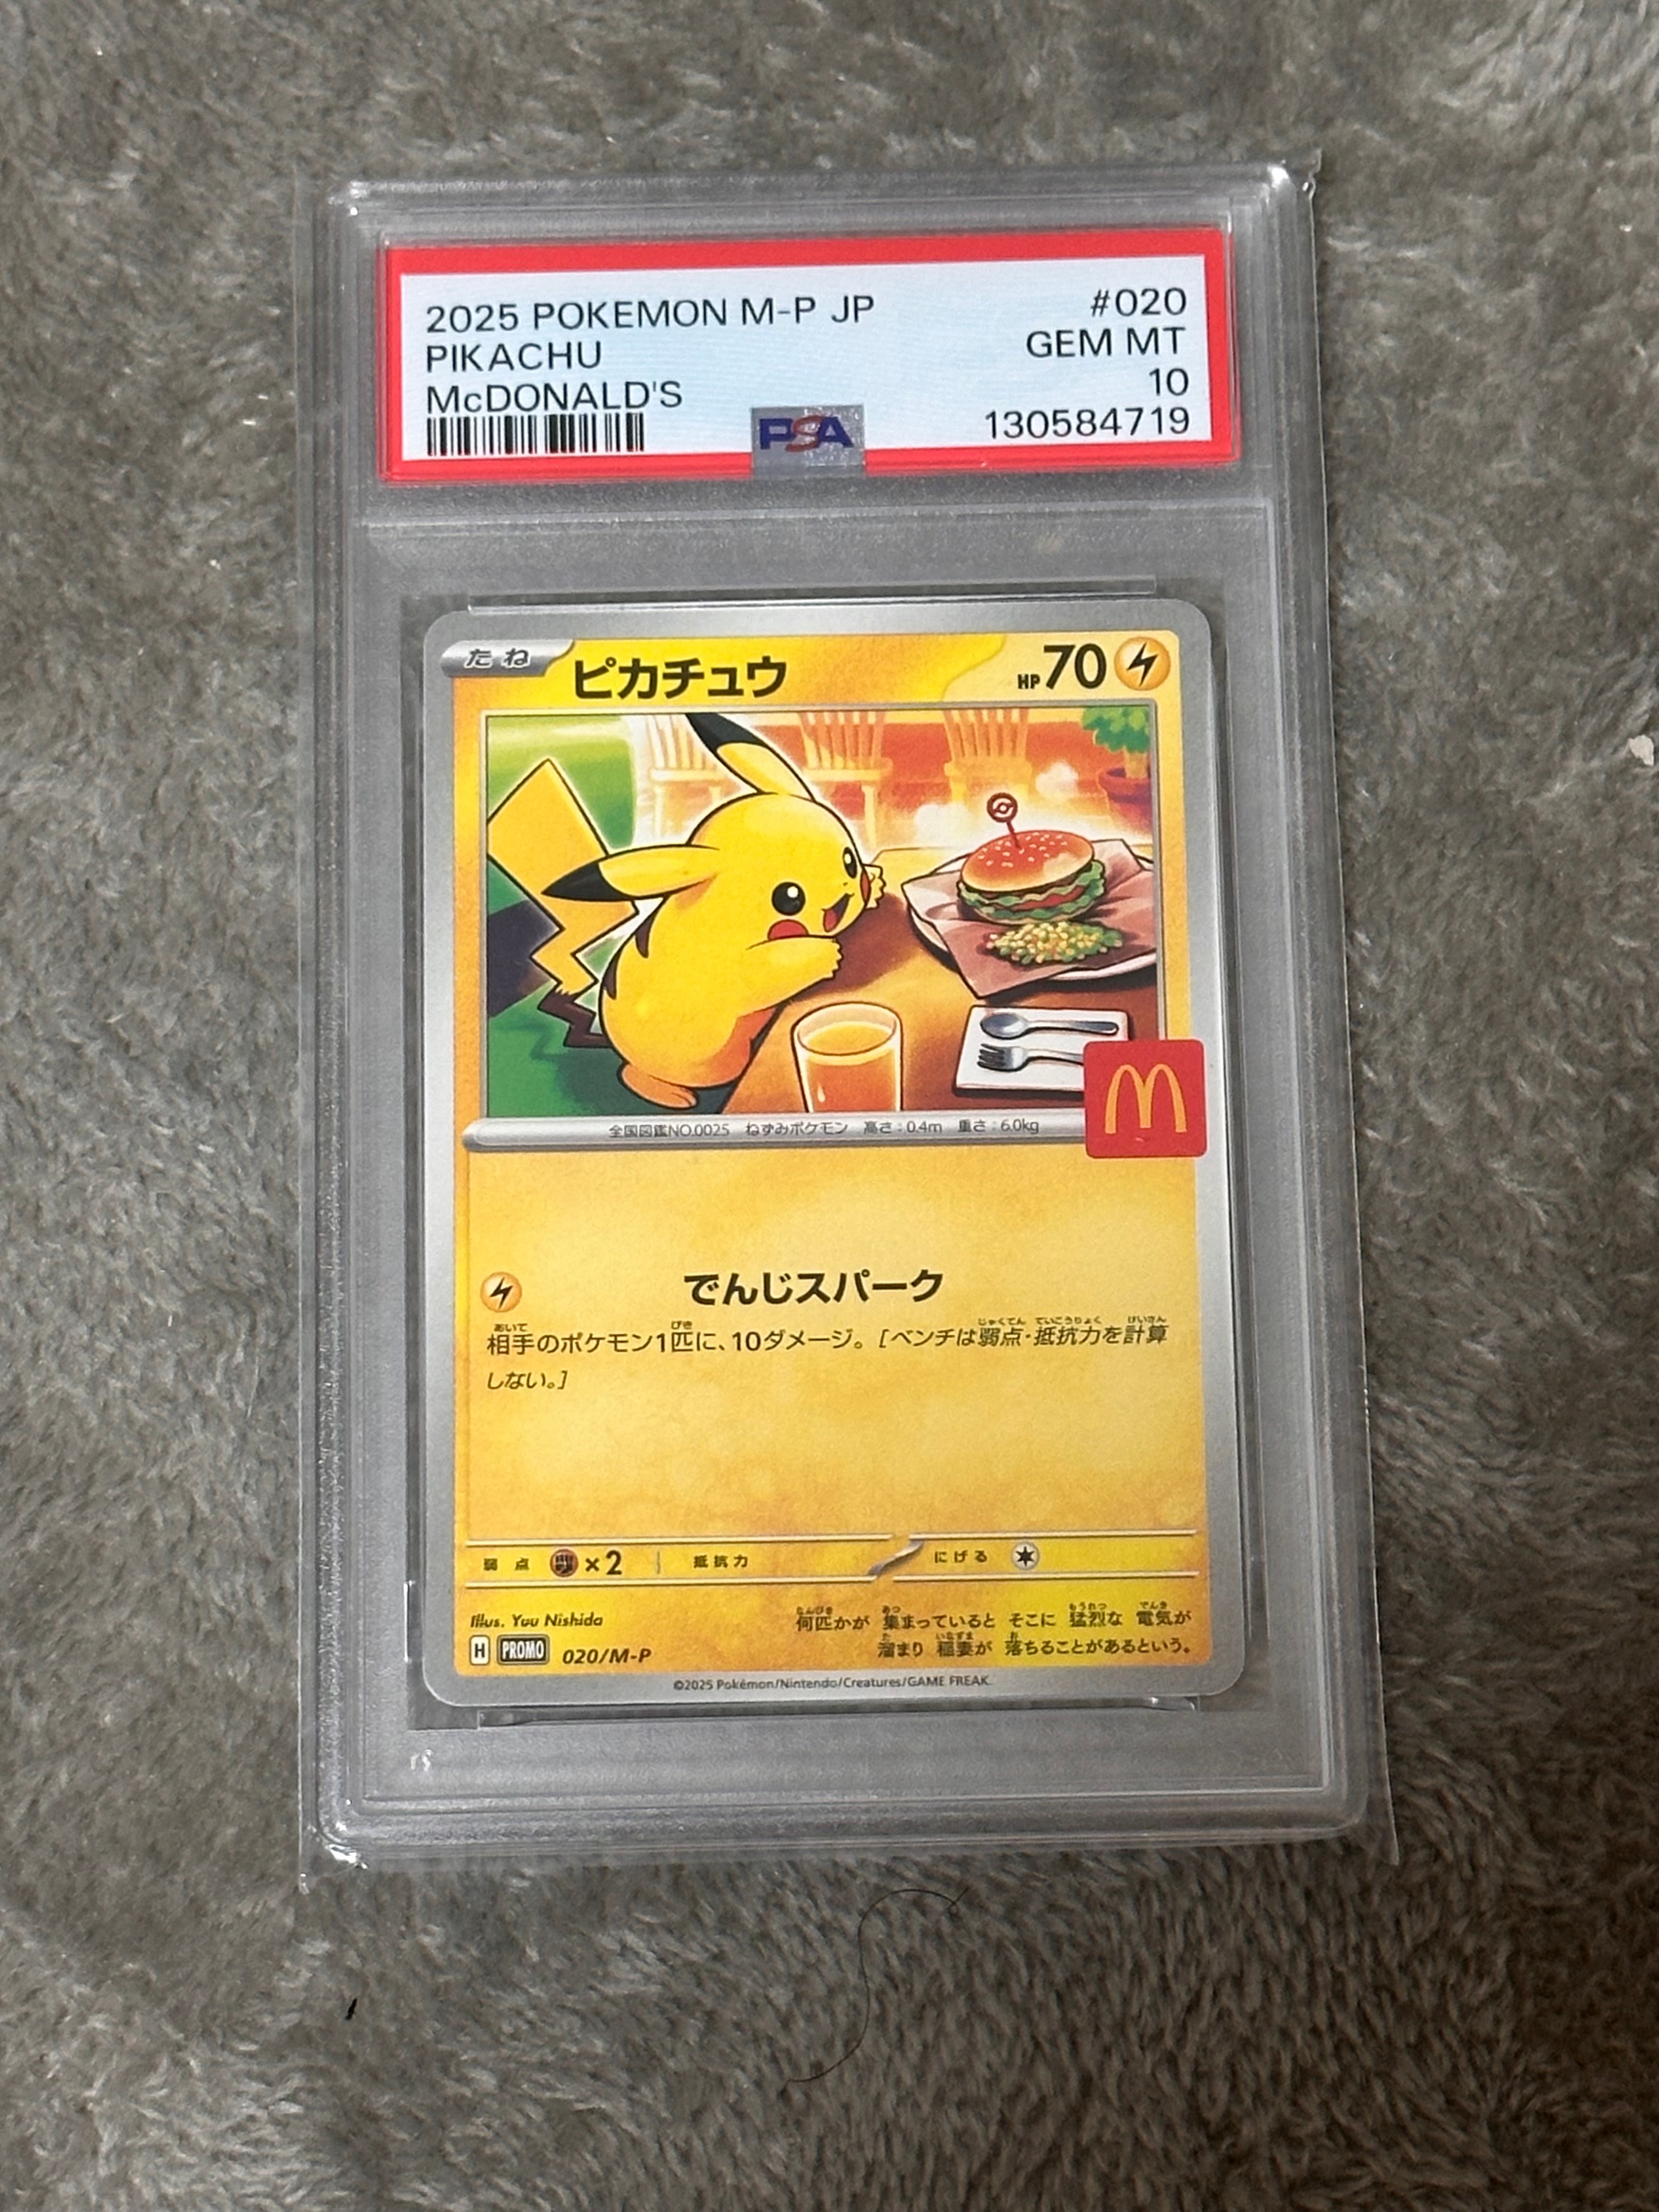 2025 POKEMON M-P JP #020
PIKACHU GEM MT
McDONALD'S 10
130584719
PSA
たね ピカチュウ HP70
全国図鑑NO.0025 ねずみポケモン 高さ:0.4m 重さ:6.0kg
でんじスパーク
相手のポケモン1匹に、10ダメージ。[ベンチは弱点・抵抗力を計算
しない。]
弱点 ×2 抵抗力 にげる
Illus. Yuu Nishida
何匹かが 集まっていると そこに 猛烈な 電気が
溜まり 稲妻が 落ちることがあるという。
H PROMO 020/M-P
©2025 Pokémon/Nintendo/Creatures/GAME FREAK.